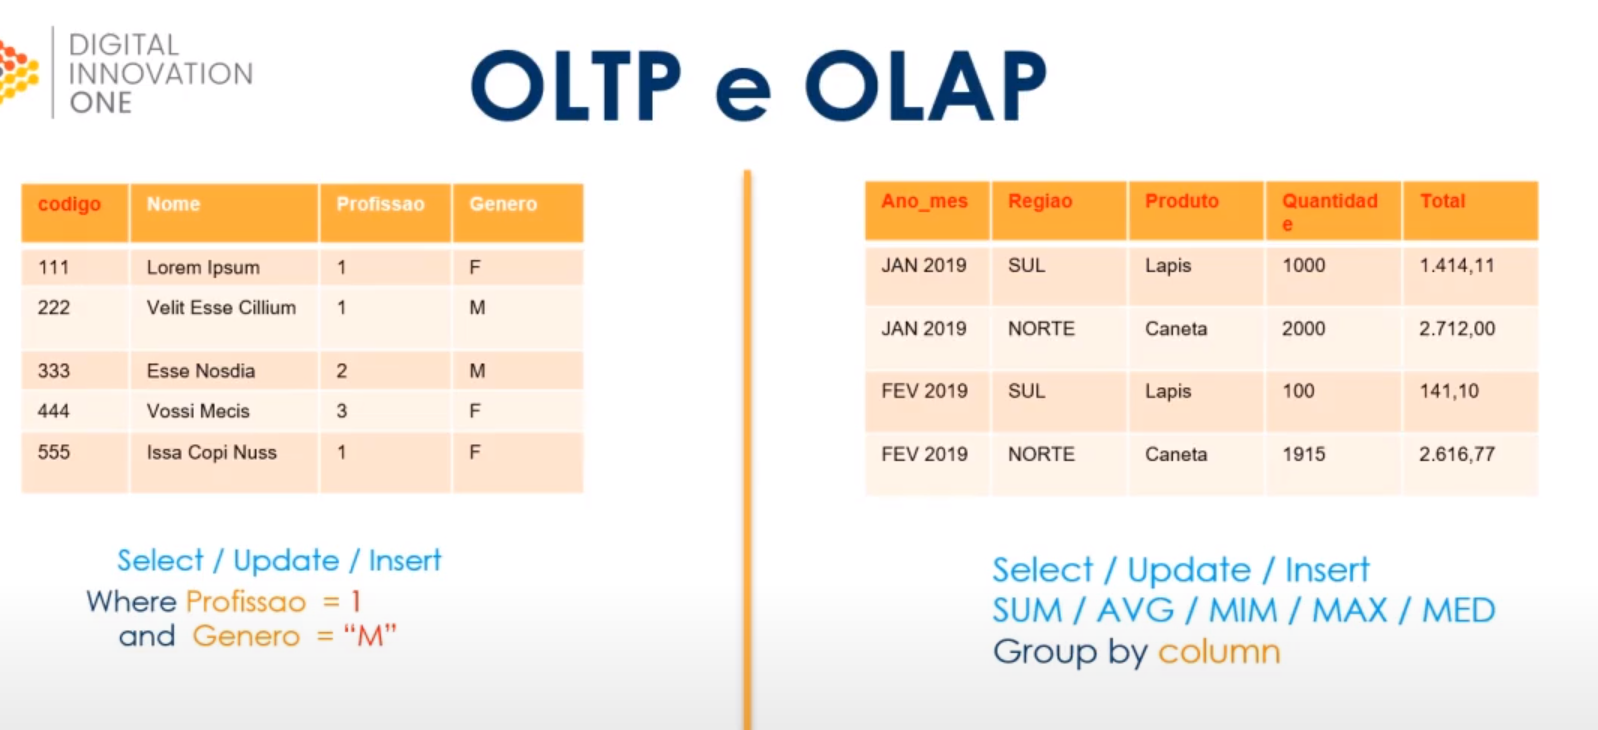 DIGITAL
INNOVATION
ONE
OLTP e OLAP
codigo Nome Profissao Genero
111 Lorem Ipsum 1 F
222 Velit Esse Cillium 1 M
333 Esse Nosdia 2 M
444 Vossi Mecis 3 F
555 Issa Copi Nuss 1 F
Select / Update / Insert
Where Profissao = 1
and Genero = “M”
Ano_mes Regiao Produto Quantidad
e Total
JAN 2019 SUL Lapis 1000 1.414,11
JAN 2019 NORTE Caneta 2000 2.712,00
FEV 2019 SUL Lapis 100 141,10
FEV 2019 NORTE Caneta 1915 2.616,77
Select / Update / Insert
SUM / AVG / MIM / MAX / MED
Group by column